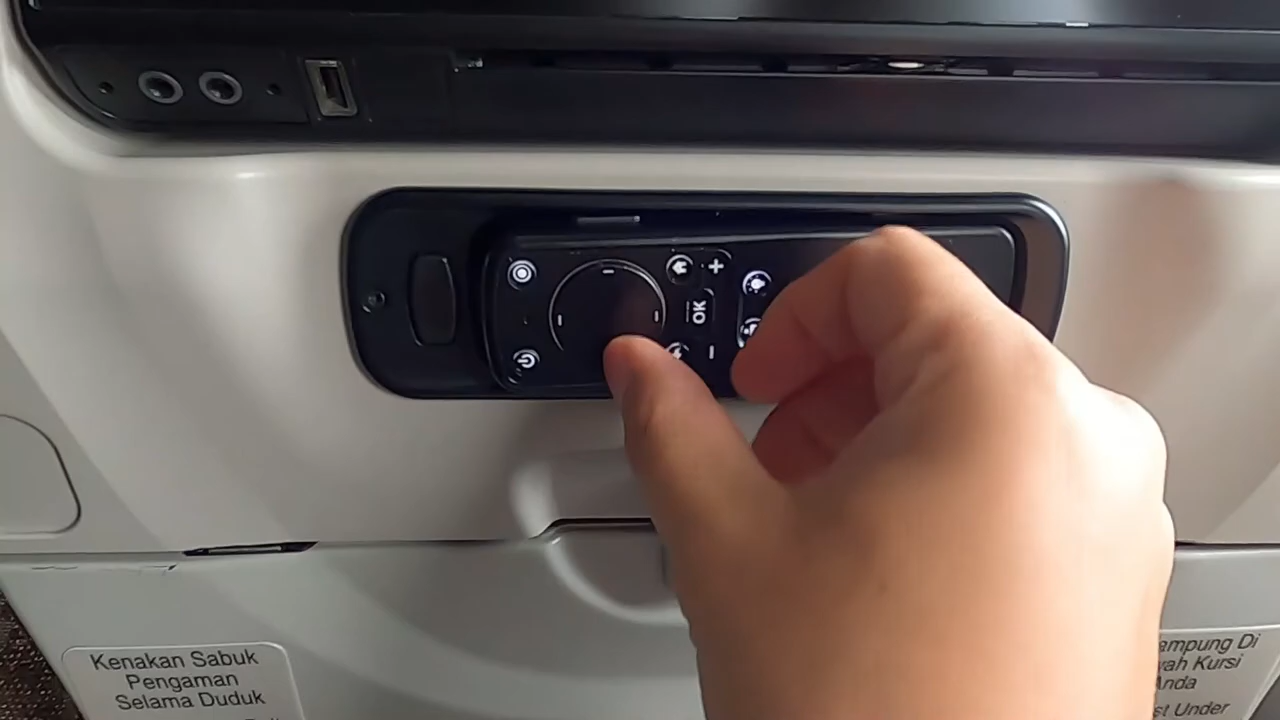 OK
Kenakan Sabuk
Pengaman
Selama Duduk
ampung Di
ah Kursi
Anda
st Under